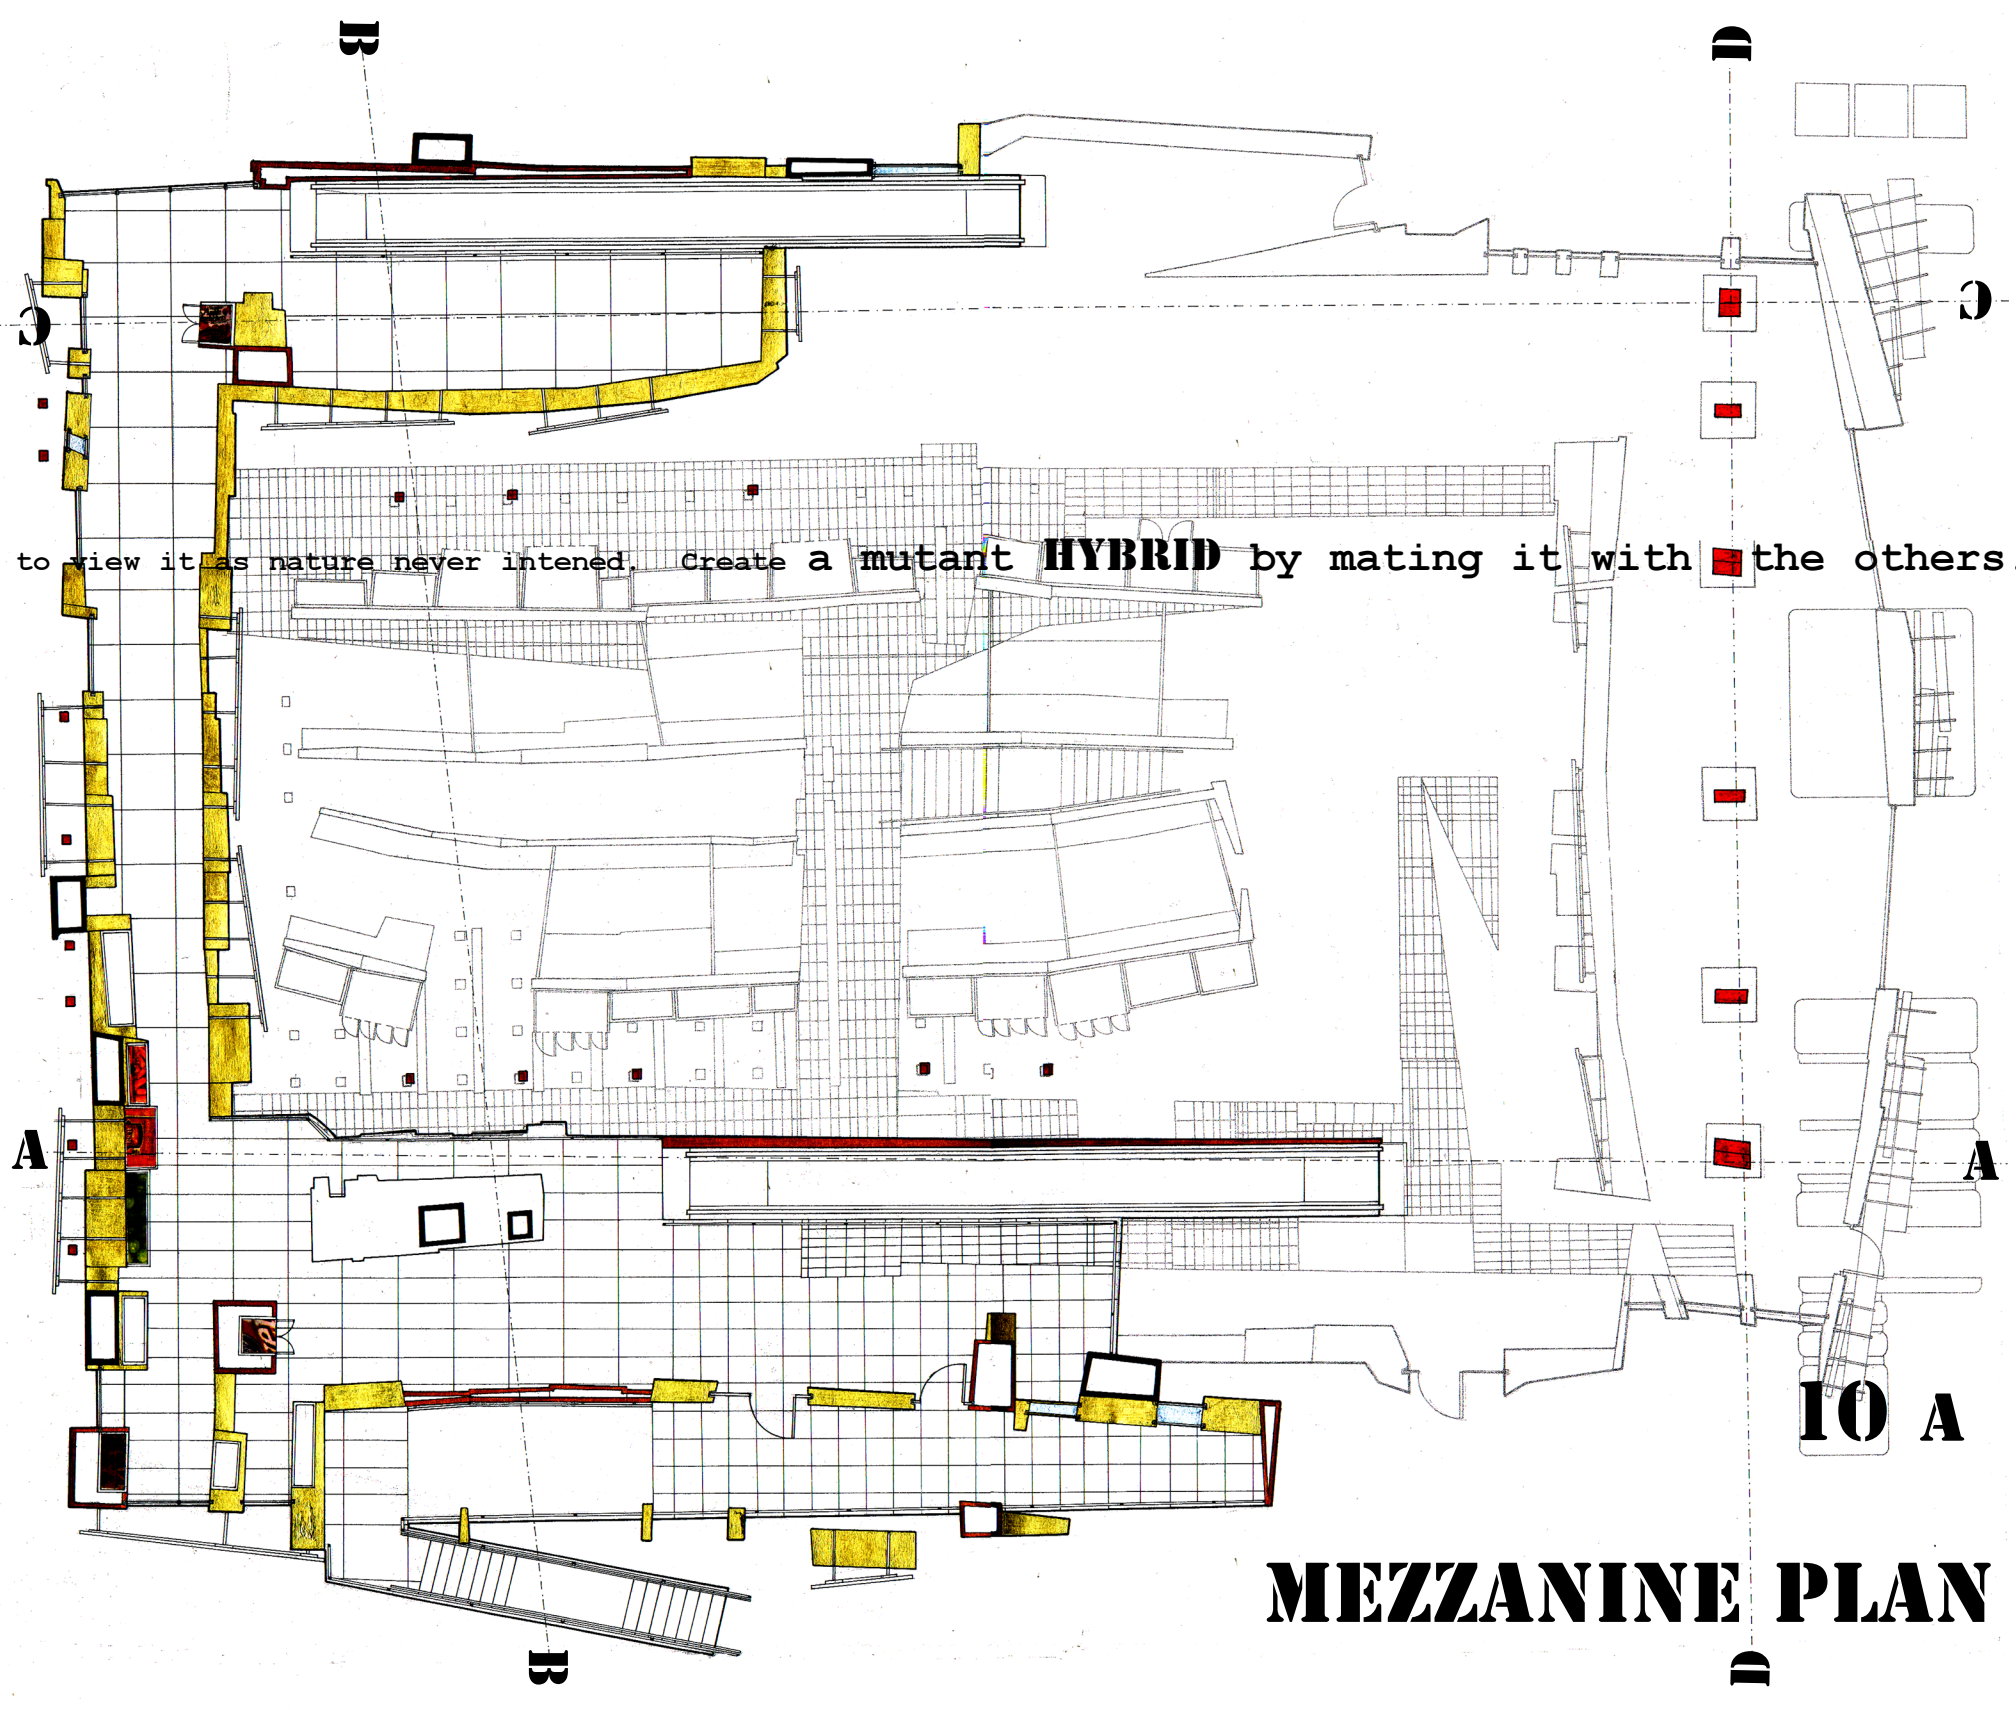 B
D
C
C
to view it as nature never intened. Create a mutant HYBRID by mating it with the others.
A
A
10 A
MEZZANINE PLAN
B
D